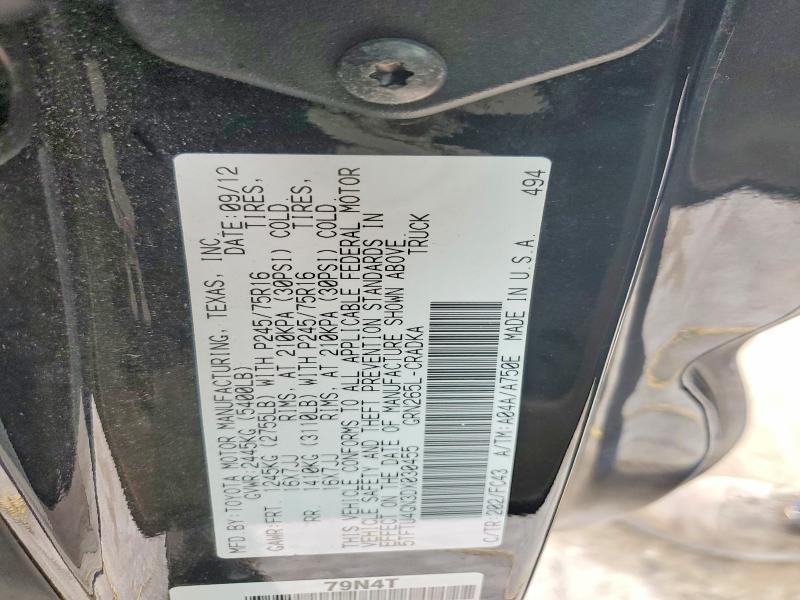 MFD.BY:TOYOTA MOTOR MANUFACTURING, TEXAS, INC.
GVWR:2445KG (5400LB) DATE:09/12
GAWR:FRT. 1245KG (2755LB) WITH P245/75R16 TIRES,
16X7JJ RIMS, AT 210KPA (30PSI) COLD.
RR. 1410KG (3110LB) WITH P245/75R16 TIRES,
16X7JJ RIMS, AT 210KPA (30PSI) COLD.
THIS VEHICLE CONFORMS TO ALL APPLICABLE FEDERAL MOTOR
VEHICLE SAFETY AND THEFT PREVENTION STANDARDS IN
EFFECT ON THE DATE OF MANUFACTURE SHOWN ABOVE.
5TFTU4GN3DX030455 GPN265L-CRADKA TRUCK
C/TR:202/FC43 A/TM:A04A/A750E MADE IN U.S.A. 494
79N4T